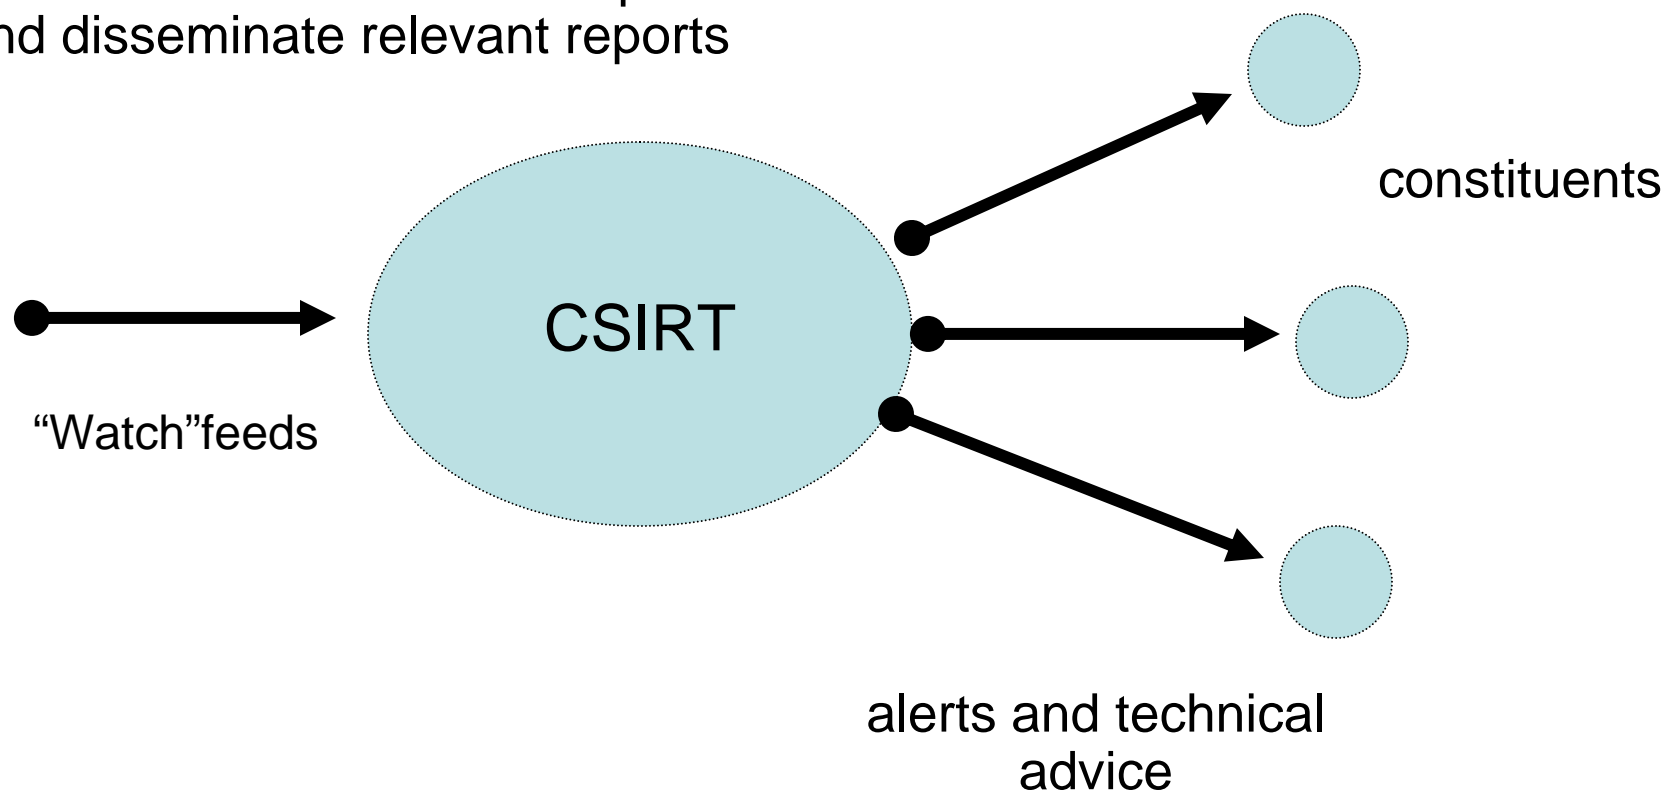 nd disseminate relevant reports
constituents
CSIRT
“Watch”feeds
alerts and technical
advice